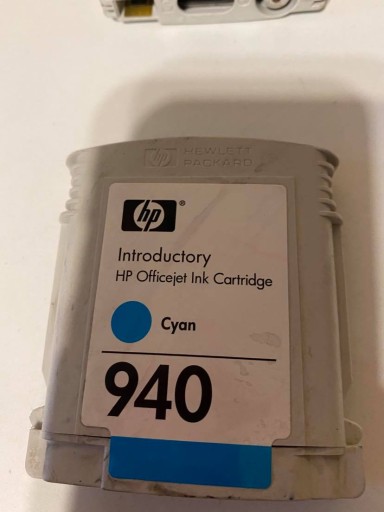 HEWLETT
PACKARD
hp®
Introductory
HP Officejet Ink Cartridge
Cyan
940